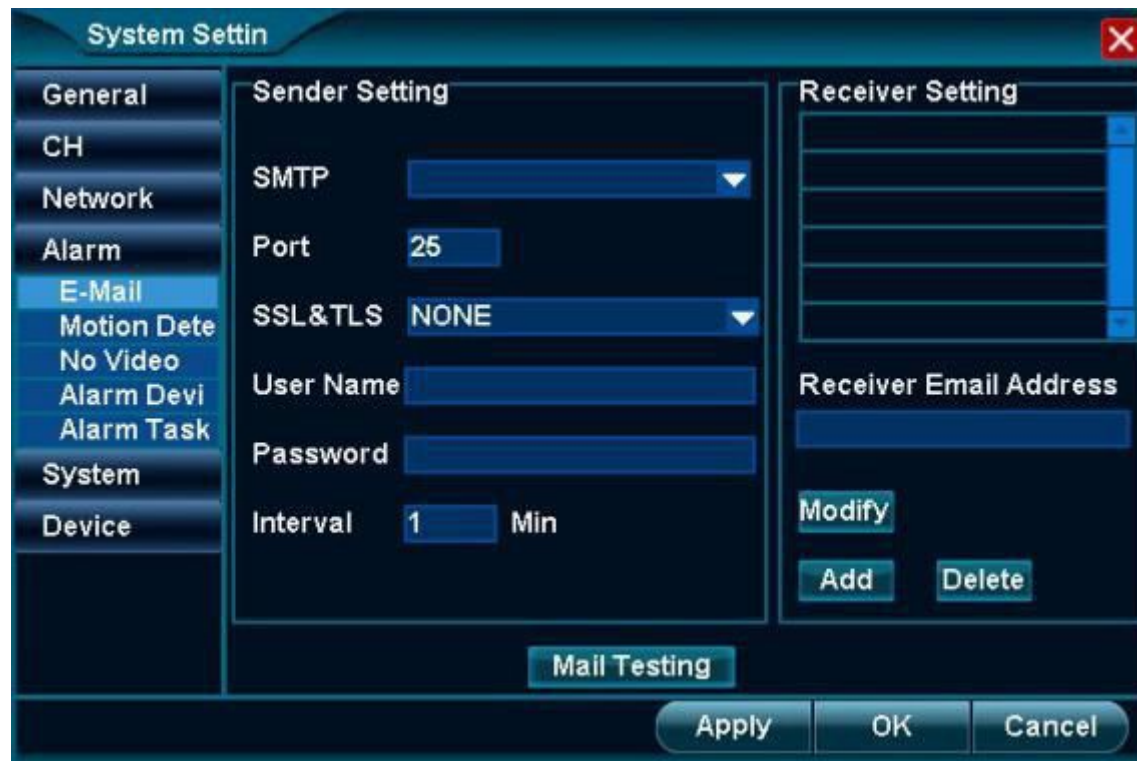 System Settin
General
CH
Network
Alarm
E-Mail
Motion Dete
No Video
Alarm Devi
Alarm Task
System
Device
Sender Setting
SMTP
Port 25
SSL&TLS NONE
User Name
Password
Interval 1 Min
Receiver Setting
Receiver Email Address
Modify
Add Delete
Mail Testing
Apply OK Cancel